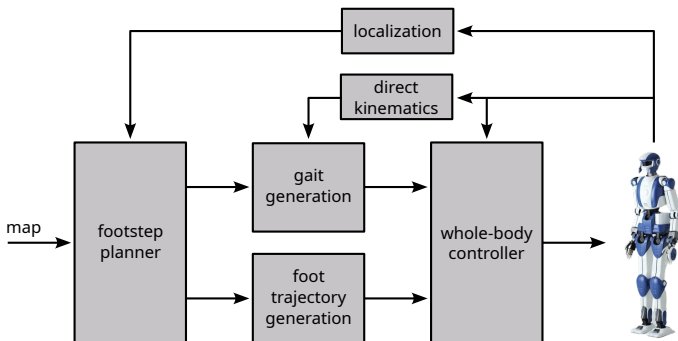 localization
direct
kinematics
map
footstep
planner
gait
generation
foot
trajectory
generation
whole-body
controller